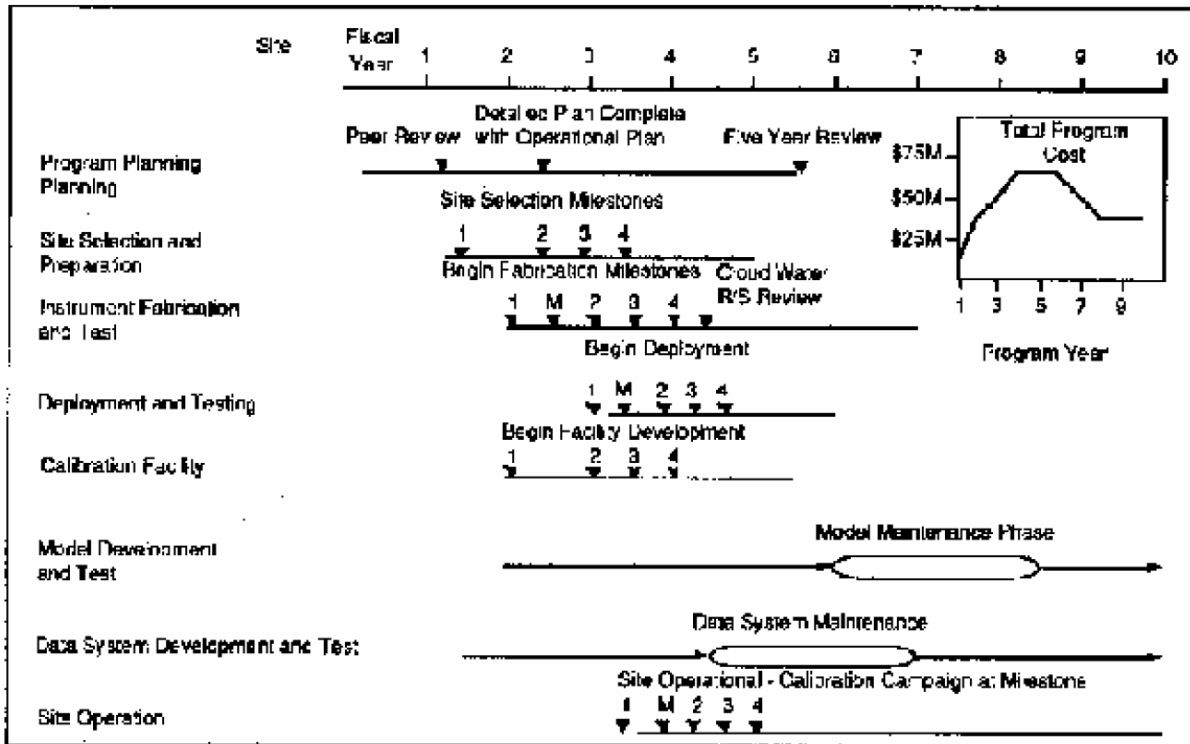 Site
Fiscal
Year
1 2 3 4 5 6 7 8 9 10
Detailed Plan Complete
Peer Review with Operational Plan Five Year Review
Program Planning
Planning
Site Selection Milestones
Site Selection and
Preparation
1 2 3 4
Begin Fabrication Milestones
Cloud Water
R/S Review
Instrument Fabrication
and Test
1 M 2 3 4
Begin Deployment
Deployment and Testing
1 M 2 3 4
Begin Facility Development
Calibration Facility
1 2 3 4
Model Maintenance Phase
Model Development
and Test
Data System Maintenance
Data System Development and Test
Site Operational - Calibration Campaign at Milestone
Site Operation
1 M 2 3 4
Total Program
Cost
$75M
$50M
$25M
1 3 5 7 9
Program Year